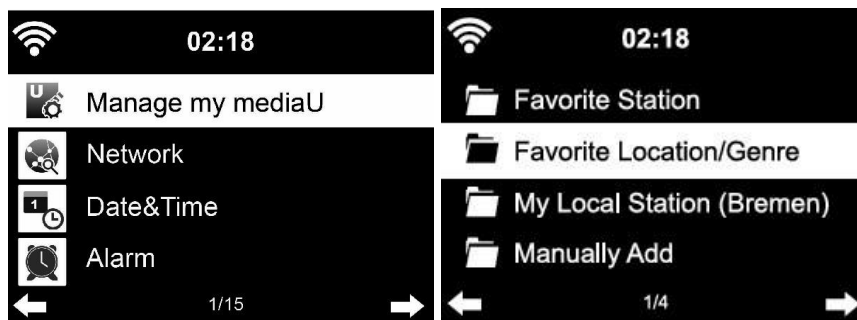 02:18
Manage my mediaU
Network
1
Date&Time
Alarm
1/15
02:18
Favorite Station
Favorite Location/Genre
My Local Station (Bremen)
Manually Add
1/4